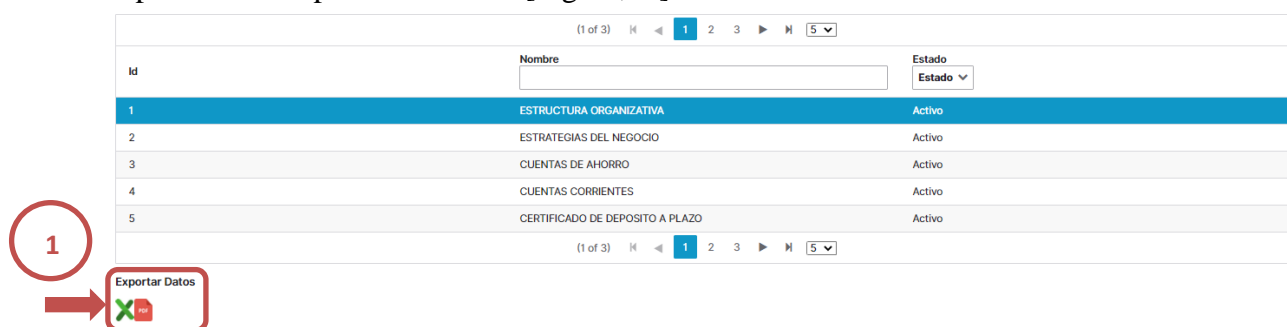 (1 of 3) 1 2 3 5
Id Nombre Estado
Estado
1 ESTRUCTURA ORGANIZATIVA Activo
2 ESTRATEGIAS DEL NEGOCIO Activo
3 CUENTAS DE AHORRO Activo
4 CUENTAS CORRIENTES Activo
5 CERTIFICADO DE DEPOSITO A PLAZO Activo
(1 of 3) 1 2 3 5
1
Exportar Datos
PDF